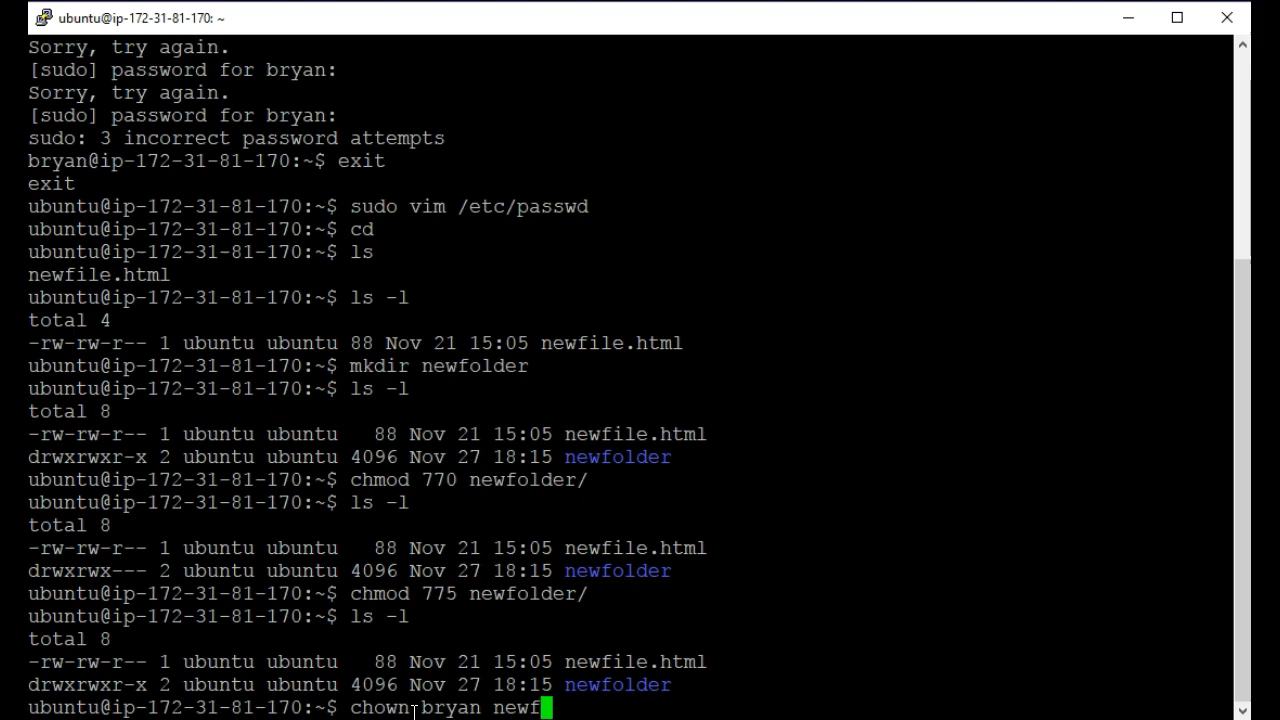 ubuntu@ip-172-31-81-170: ~
Sorry, try again.
[sudo] password for bryan:
Sorry, try again.
[sudo] password for bryan:
sudo: 3 incorrect password attempts
bryan@ip-172-31-81-170:~$ exit
exit
ubuntu@ip-172-31-81-170:~$ sudo vim /etc/passwd
ubuntu@ip-172-31-81-170:~$ cd
ubuntu@ip-172-31-81-170:~$ ls
newfile.html
ubuntu@ip-172-31-81-170:~$ ls -l
total 4
-rw-rw-r-- 1 ubuntu ubuntu 88 Nov 21 15:05 newfile.html
ubuntu@ip-172-31-81-170:~$ mkdir newfolder
ubuntu@ip-172-31-81-170:~$ ls -l
total 8
-rw-rw-r-- 1 ubuntu ubuntu   88 Nov 21 15:05 newfile.html
drwxrwxr-x 2 ubuntu ubuntu 4096 Nov 27 18:15 newfolder
ubuntu@ip-172-31-81-170:~$ chmod 770 newfolder/
ubuntu@ip-172-31-81-170:~$ ls -l
total 8
-rw-rw-r-- 1 ubuntu ubuntu   88 Nov 21 15:05 newfile.html
drwxrwx--- 2 ubuntu ubuntu 4096 Nov 27 18:15 newfolder
ubuntu@ip-172-31-81-170:~$ chmod 775 newfolder/
ubuntu@ip-172-31-81-170:~$ ls -l
total 8
-rw-rw-r-- 1 ubuntu ubuntu   88 Nov 21 15:05 newfile.html
drwxrwxr-x 2 ubuntu ubuntu 4096 Nov 27 18:15 newfolder
ubuntu@ip-172-31-81-170:~$ chown bryan newf